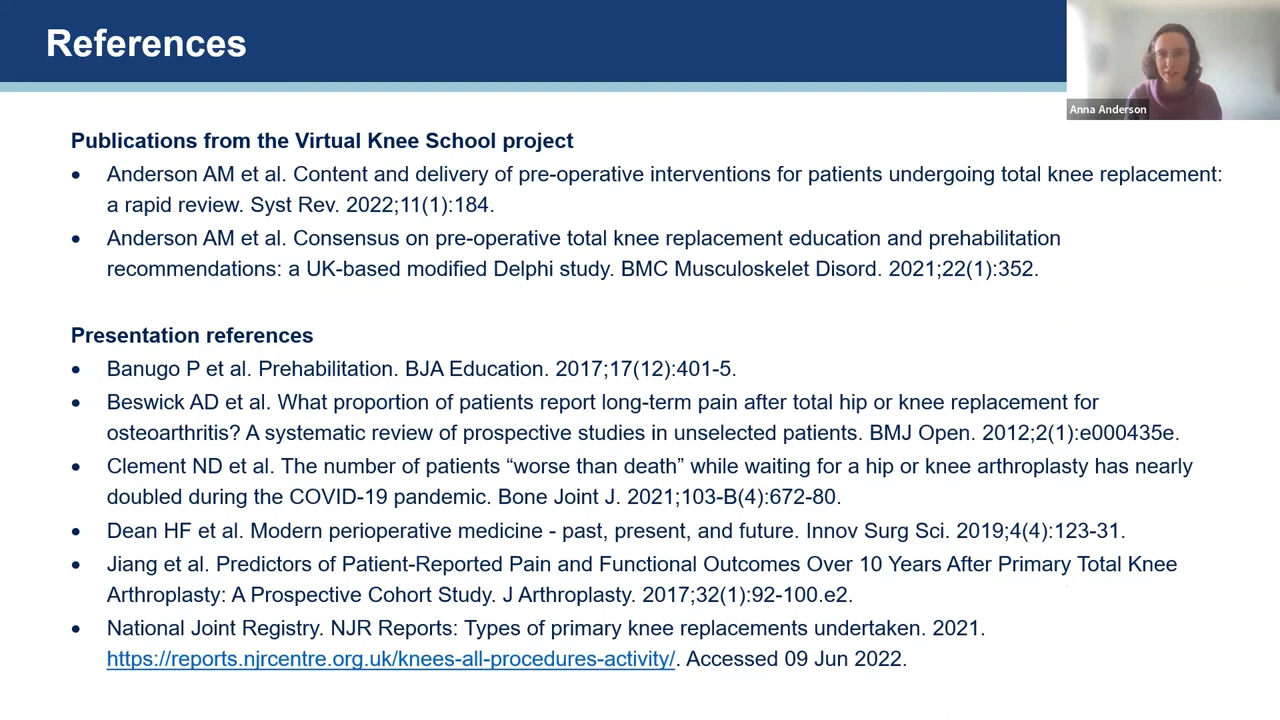 References
Anna Anderson
Publications from the Virtual Knee School project
• Anderson AM et al. Content and delivery of pre-operative interventions for patients undergoing total knee replacement:
a rapid review. Syst Rev. 2022;11(1):184.
• Anderson AM et al. Consensus on pre-operative total knee replacement education and prehabilitation
recommendations: a UK-based modified Delphi study. BMC Musculoskelet Disord. 2021;22(1):352.
Presentation references
• Banugo P et al. Prehabilitation. BJA Education. 2017;17(12):401-5.
• Beswick AD et al. What proportion of patients report long-term pain after total hip or knee replacement for
osteoarthritis? A systematic review of prospective studies in unselected patients. BMJ Open. 2012;2(1):e000435e.
• Clement ND et al. The number of patients “worse than death” while waiting for a hip or knee arthroplasty has nearly
doubled during the COVID-19 pandemic. Bone Joint J. 2021;103-B(4):672-80.
• Dean HF et al. Modern perioperative medicine - past, present, and future. Innov Surg Sci. 2019;4(4):123-31.
• Jiang et al. Predictors of Patient-Reported Pain and Functional Outcomes Over 10 Years After Primary Total Knee
Arthroplasty: A Prospective Cohort Study. J Arthroplasty. 2017;32(1):92-100.e2.
• National Joint Registry. NJR Reports: Types of primary knee replacements undertaken. 2021.
https://reports.njrcentre.org.uk/knees-all-procedures-activity/. Accessed 09 Jun 2022.